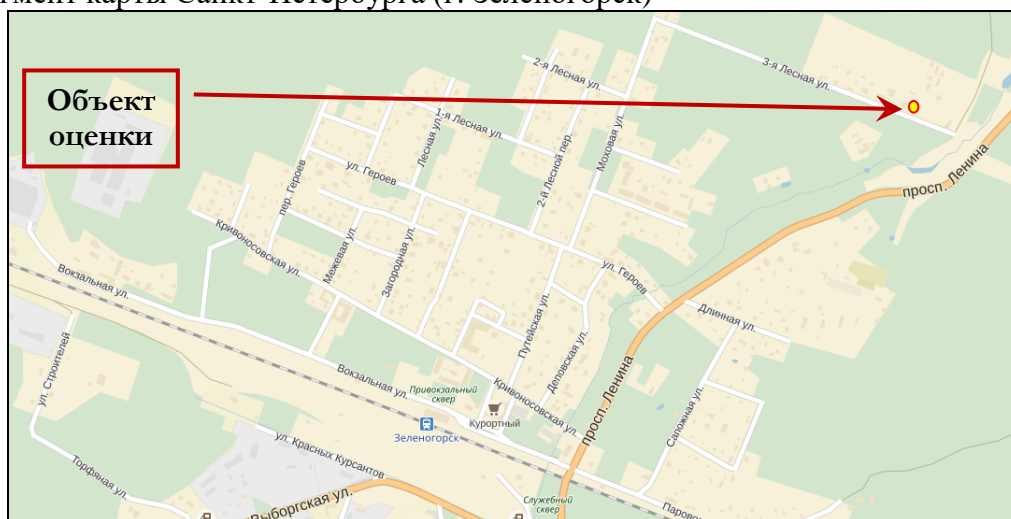 Санкт-Петербурга (г. Зеленогорск)
Объект
оценки
2-я Лесная ул.
3-я Лесная ул.
1-я Лесная ул.
Лесная ул.
2-й Лесной пер.
Моховая ул.
просп. Ленина
ул. Героев
пер. Героев
Кривоносовская ул.
Межевая ул.
Загородная ул.
ул. Героев
Вокзальная ул.
Длинная ул.
Путейская ул.
Деповская ул.
ул. Строителей
Вокзальная ул.
Привокзальный
сквер
Кривоносовская ул.
просп. Ленина
Саложная ул.
Курортный
Зеленогорск
ул. Красных Курсантов
Торфяная ул.
Выборгская ул.
Служебный
сквер